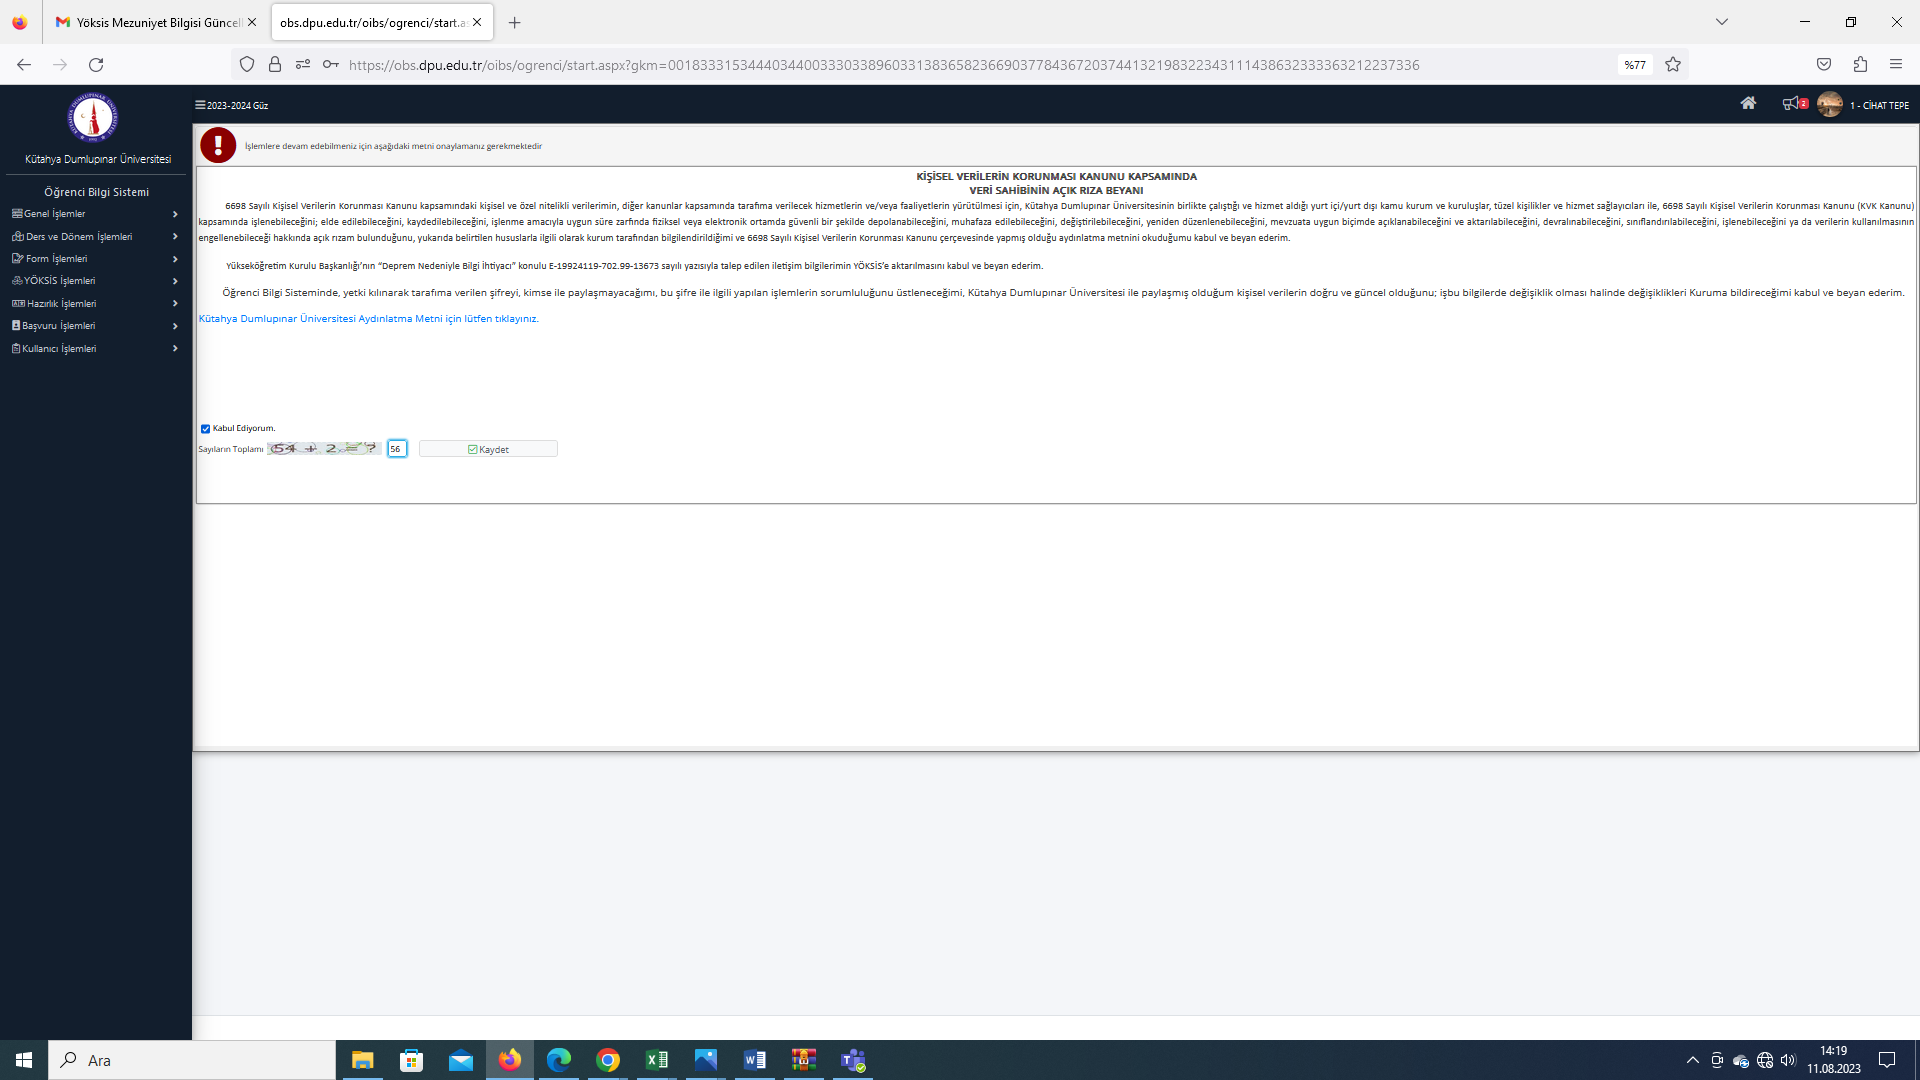 Yöksis Mezuniyet Bilgisi Güncell
obs.dpu.edu.tr/oibs/ogrenci/start.as
https://obs.dpu.edu.tr/oibs/ogrenci/start.aspx?gkm=001833315344403440033303389603313836582366903778436720374413219832234311143863233336321223733​6
%77
Kütahya Dumlupınar Üniversitesi
Öğrenci Bilgi Sistemi
Genel İşlemler
Ders ve Dönem İşlemleri
Form İşlemleri
YÖKSİS İşlemleri
Hazırlık İşlemleri
Başvuru İşlemleri
Kullanıcı İşlemleri
2023-2024 Güz
2
1 - CİHAT TEPE
İşlemlere devam edebilmeniz için aşağıdaki metni onaylamanız gerekmektedir
KİŞİSEL VERİLERİN KORUNMASI KANUNU KAPSAMINDA
VERİ SAHİBİNİN AÇIK RIZA BEYANI
6698 Sayılı Kişisel Verilerin Korunması Kanunu kapsamındaki kişisel ve özel nitelikli verilerimin, diğer kanunlar kapsamında tarafıma verilecek hizmetlerin ve/veya faaliyetlerin yürütülmesi için, Kütahya Dumlupınar Üniversitesinin birlikte çalıştığı ve hizmet aldığı yurt içi/yurt dışı kamu kurum ve kuruluşlar, tüzel kişilikler ve hizmet sağlayıcıları ile, 6698 Sayılı Kişisel Verilerin Korunması Kanunu (KVK Kanunu)
kapsamında işlenebileceğini; elde edilebileceğini, kaydedilebileceğini, işlenme amacıyla uygun süre zarfında fiziksel veya elektronik ortamda güvenli bir şekilde depolanabileceğini, muhafaza edilebileceğini, değiştirilebileceğini, yeniden düzenlenebileceğini, mevzuata uygun biçimde açıklanabileceğini ve aktarılabileceğini, devralınabileceğini, sınıflandırılabileceğini, işlenebileceğini ya da verilerin kullanılmasının
engellenebileceği hakkında açık rızam bulunduğunu, yukarıda belirtilen hususlarla ilgili olarak kurum tarafından bilgilendirildiğimi ve 6698 Sayılı Kişisel Verilerin Korunması Kanunu çerçevesinde yapmış olduğu aydınlatma metnini okuduğumu kabul ve beyan ederim.
Yükseköğretim Kurulu Başkanlığı'nın “Deprem Nedeniyle Bilgi İhtiyacı” konulu E-19924119-702.99-13673 sayılı yazısıyla talep edilen iletişim bilgilerimin YÖKSİS'e aktarılmasını kabul ve beyan ederim.
Öğrenci Bilgi Sisteminde, yetki kılınarak tarafıma verilen şifreyi, kimse ile paylaşmayacağımı, bu şifre ile ilgili yapılan işlemlerin sorumluluğunu üstleneceğimi, Kütahya Dumlupınar Üniversitesi ile paylaşmış olduğum kişisel verilerin doğru ve güncel olduğunu; işbu bilgilerde değişiklik olması halinde değişiklikleri Kuruma bildireceğimi kabul ve beyan ederim.
Kütahya Dumlupınar Üniversitesi Aydınlatma Metni için lütfen tıklayınız.
Kabul Ediyorum.
Sayıların Toplamı 54 + 2 = ? 56 Kaydet
Ara
14:19
11.08.2023